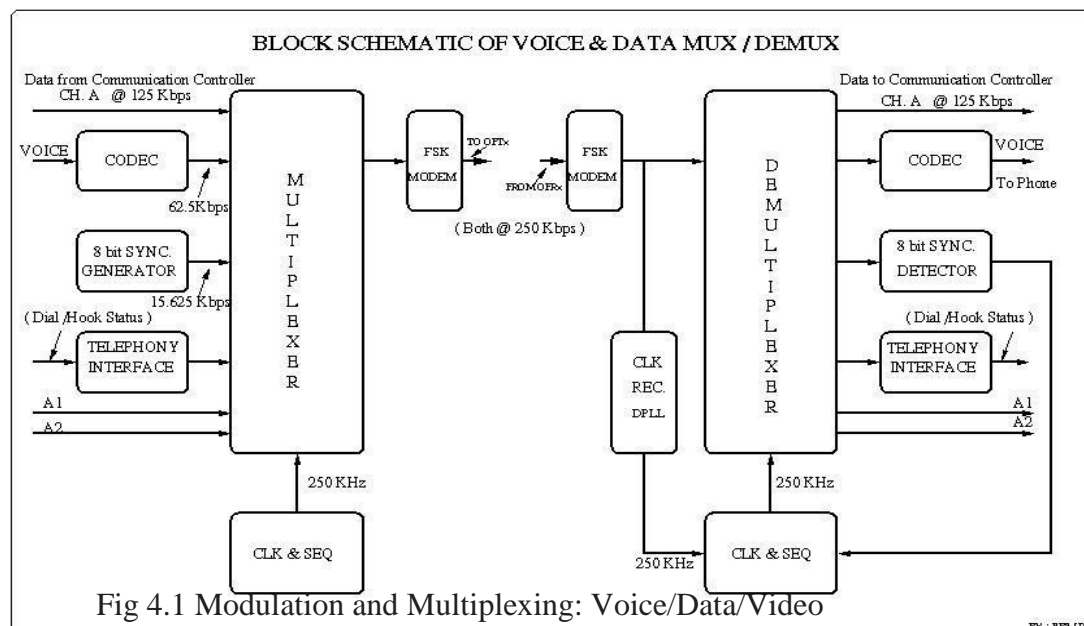 BLOCK SCHEMATIC OF VOICE & DATA MUX / DEMUX
Data from Communication Controller
CH. A @ 125 Kbps
VOICE
CODEC
62.5Kbps
8 bit SYNC.
GENERATOR
15.625 Kbps
( Dial /Hook Status )
TELEPHONY
INTERFACE
A1
A2
MULTIPLEXER
250 KHz
CLK & SEQ
FSK
MODEM
TO OPTx
FROM OFRx
FSK
MODEM
( Both @ 250 Kbps )
CLK
REC.
DPLL
250 KHz
DEMULTIPLEXER
250 KHz
CLK & SEQ
Data to Communication Controller
CH. A @ 125 Kbps
CODEC
VOICE
To Phone
8 bit SYNC.
DETECTOR
(Dial /Hook Status )
TELEPHONY
INTERFACE
A1
A2
Fig 4.1 Modulation and Multiplexing: Voice/Data/Video